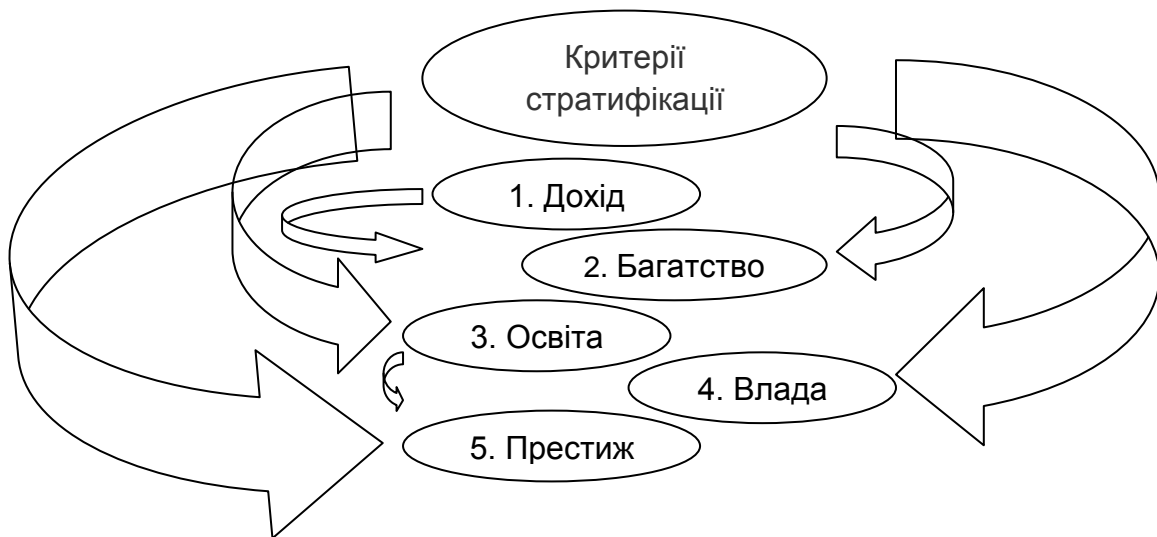 Критерії
стратифікації
1. Дохід
2. Багатство
3. Освіта
4. Влада
5. Престиж